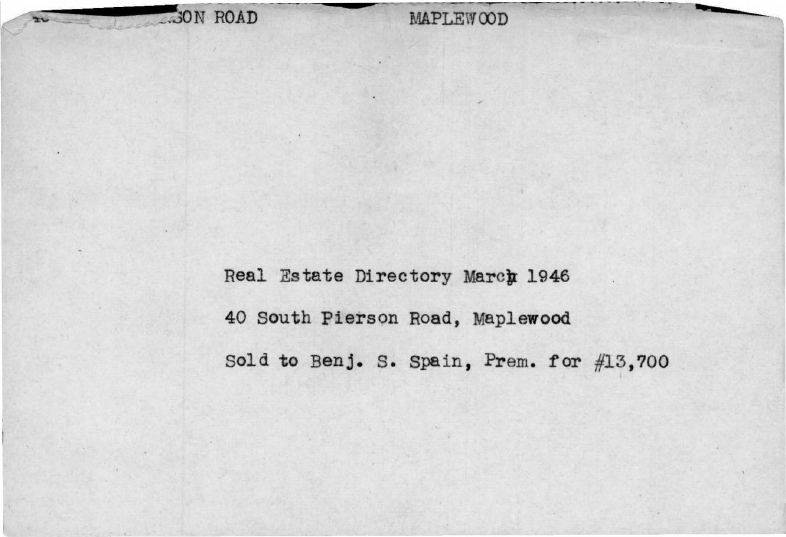 SON ROAD MAPLEWOOD
Real Estate Directory March 1946
40 South Pierson Road, Maplewood
Sold to Benj. S. Spain, Prem. for #13,700